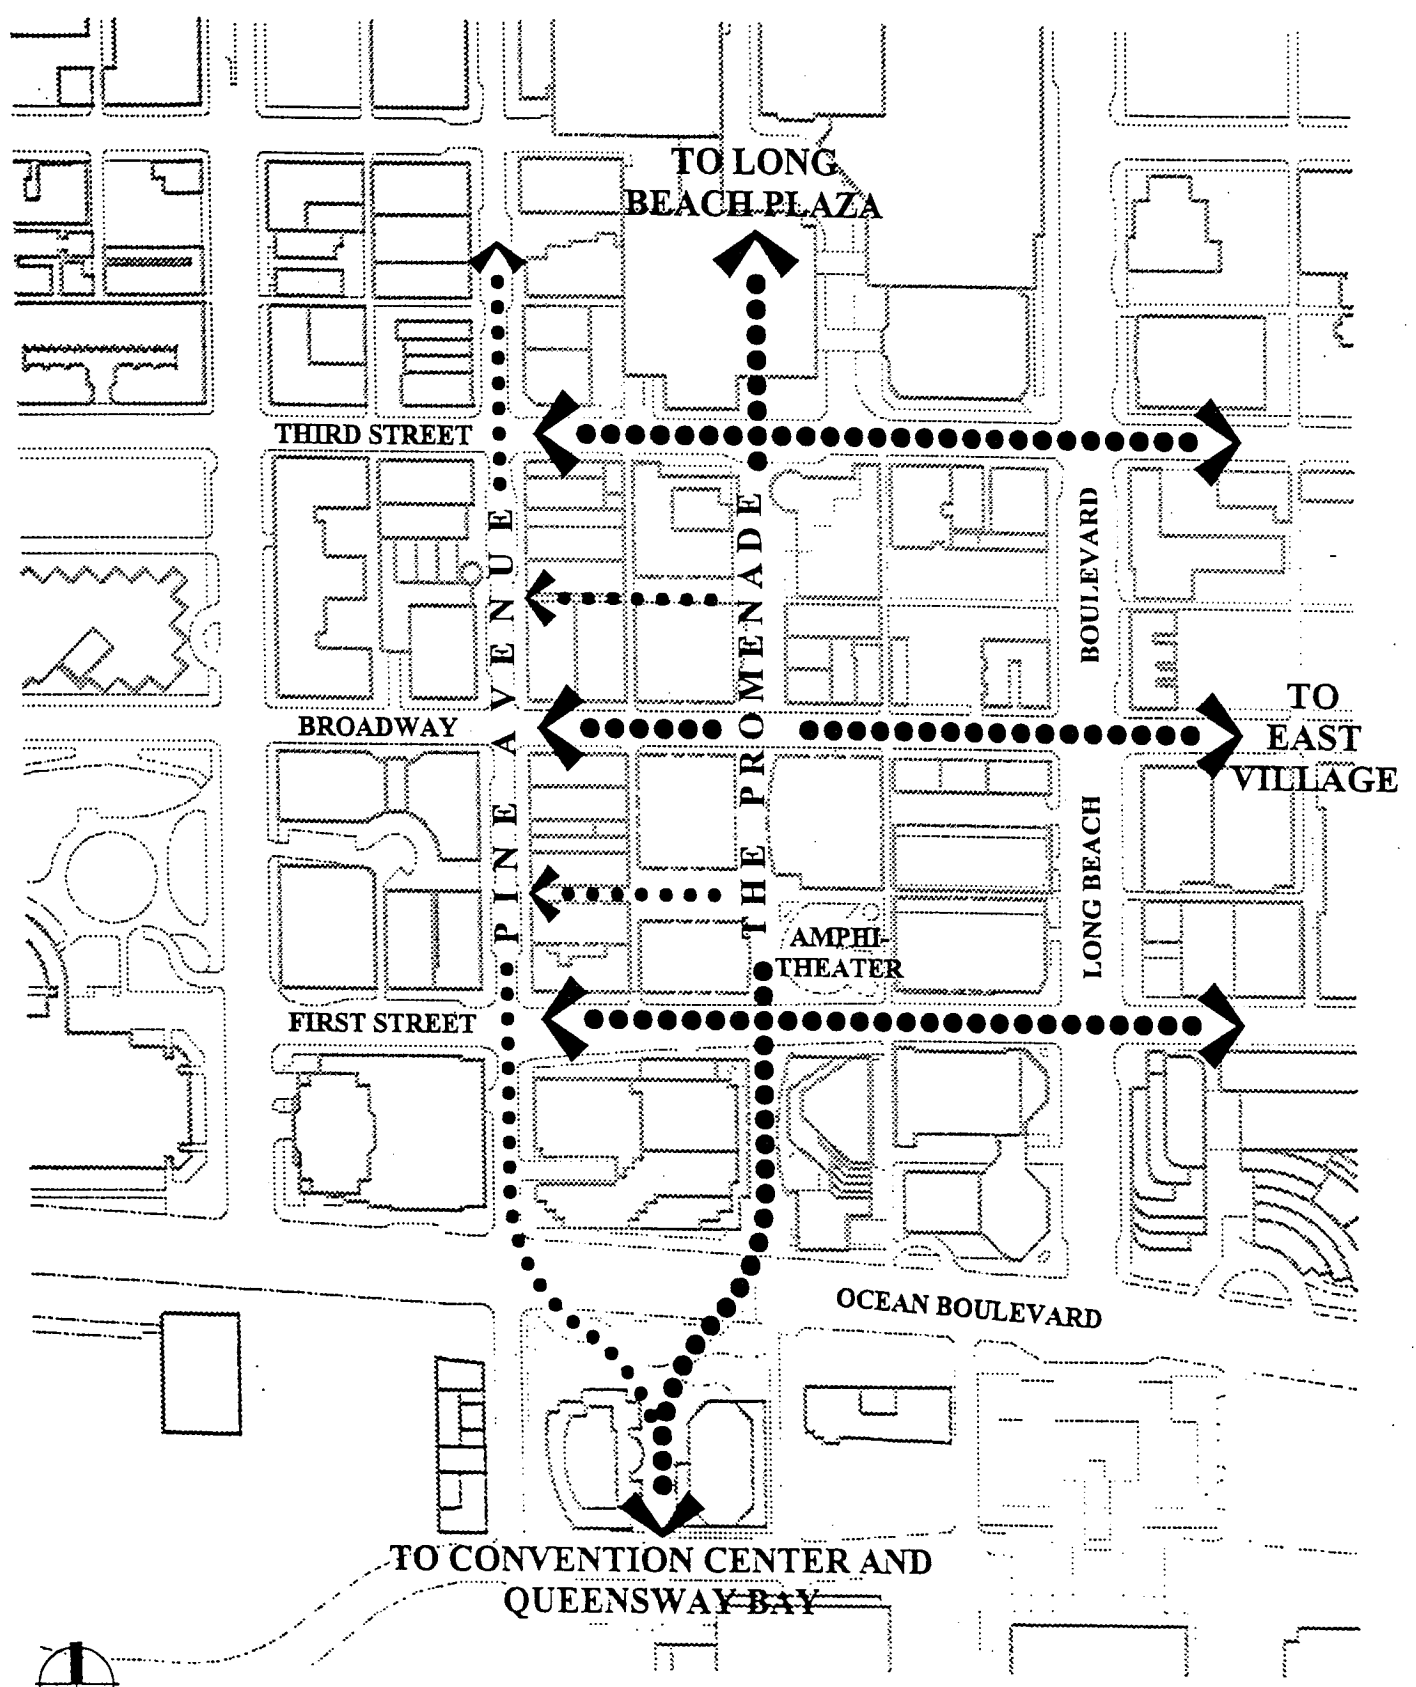 TO LONG
BEACH PLAZA
THIRD STREET
PINE AVENUE
THE PROMENADE
BOULEVARD
BROADWAY
TO
EAST
VILLAGE
LONG BEACH
AMPHI-
THEATER
FIRST STREET
OCEAN BOULEVARD
TO CONVENTION CENTER AND
QUEENSWAY BAY